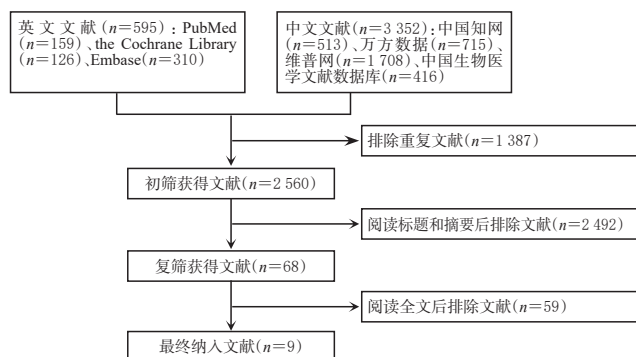 英文文献(n=595):PubMed
(n=159)、the Cochrane Library
(n=126)、Embase(n=310)
中文文献(n=3 352):中国知网
(n=513)、万方数据(n=715)、
维普网(n=1 708)、中国生物医
学文献数据库(n=416)
排除重复文献(n=1 387)
初筛获得文献(n=2 560)
阅读标题和摘要后排除文献(n=2 492)
复筛获得文献(n=68)
阅读全文后排除文献(n=59)
最终纳入文献(n=9)